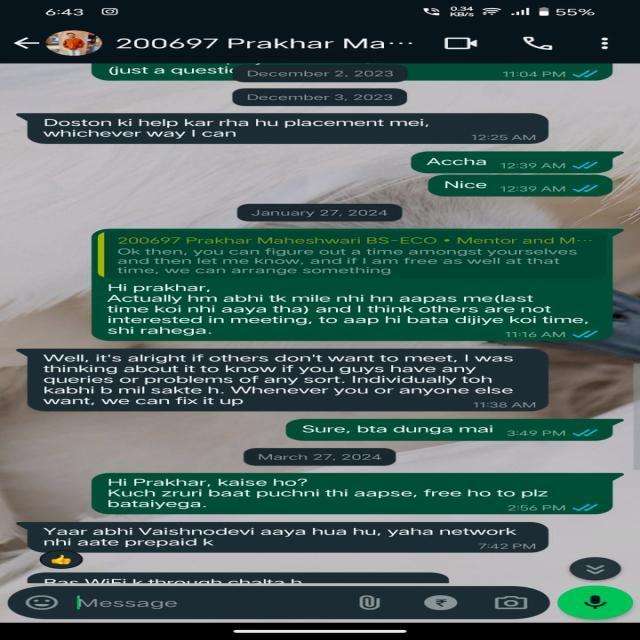 6:43 0.34 KB/s 55%
200697 Prakhar Ma...
(just a questic
11:04 PM
December 2, 2023
December 3, 2023
Doston ki help kar rha hu placement mei,
whichever way I can 12:25 AM
Accha 12:39 AM
Nice 12:39 AM
January 27, 2024
200697 Prakhar Maheshwari BS-ECO • Mentor and M...
Ok then, you can figure out a time amongst yourselves
and then let me know, and if I am free as well at that
time, we can arrange something
Hi prakhar,
Actually hm abhi tk mile nhi hn aapas me(last
time koi nhi aaya tha) and I think others are not
interested in meeting, to aap hi bata dijiye koi time,
shi rahega. 11:16 AM
Well, it's alright if others don't want to meet, I was
thinking about it to know if you guys have any
queries or problems of any sort. Individually toh
kabhi b mil sakte h. Whenever you or anyone else
want, we can fix it up 11:38 AM
Sure, bta dunga mai 3:49 PM
March 27, 2024
Hi Prakhar, kaise ho?
Kuch zruri baat puchni thi aapse, free ho to plz
bataiyega. 2:56 PM
Yaar abhi Vaishnodevi aaya hua hu, yaha network
nhi aate prepaid k 7:42 PM
Bas WiFi k through chalta h
Message